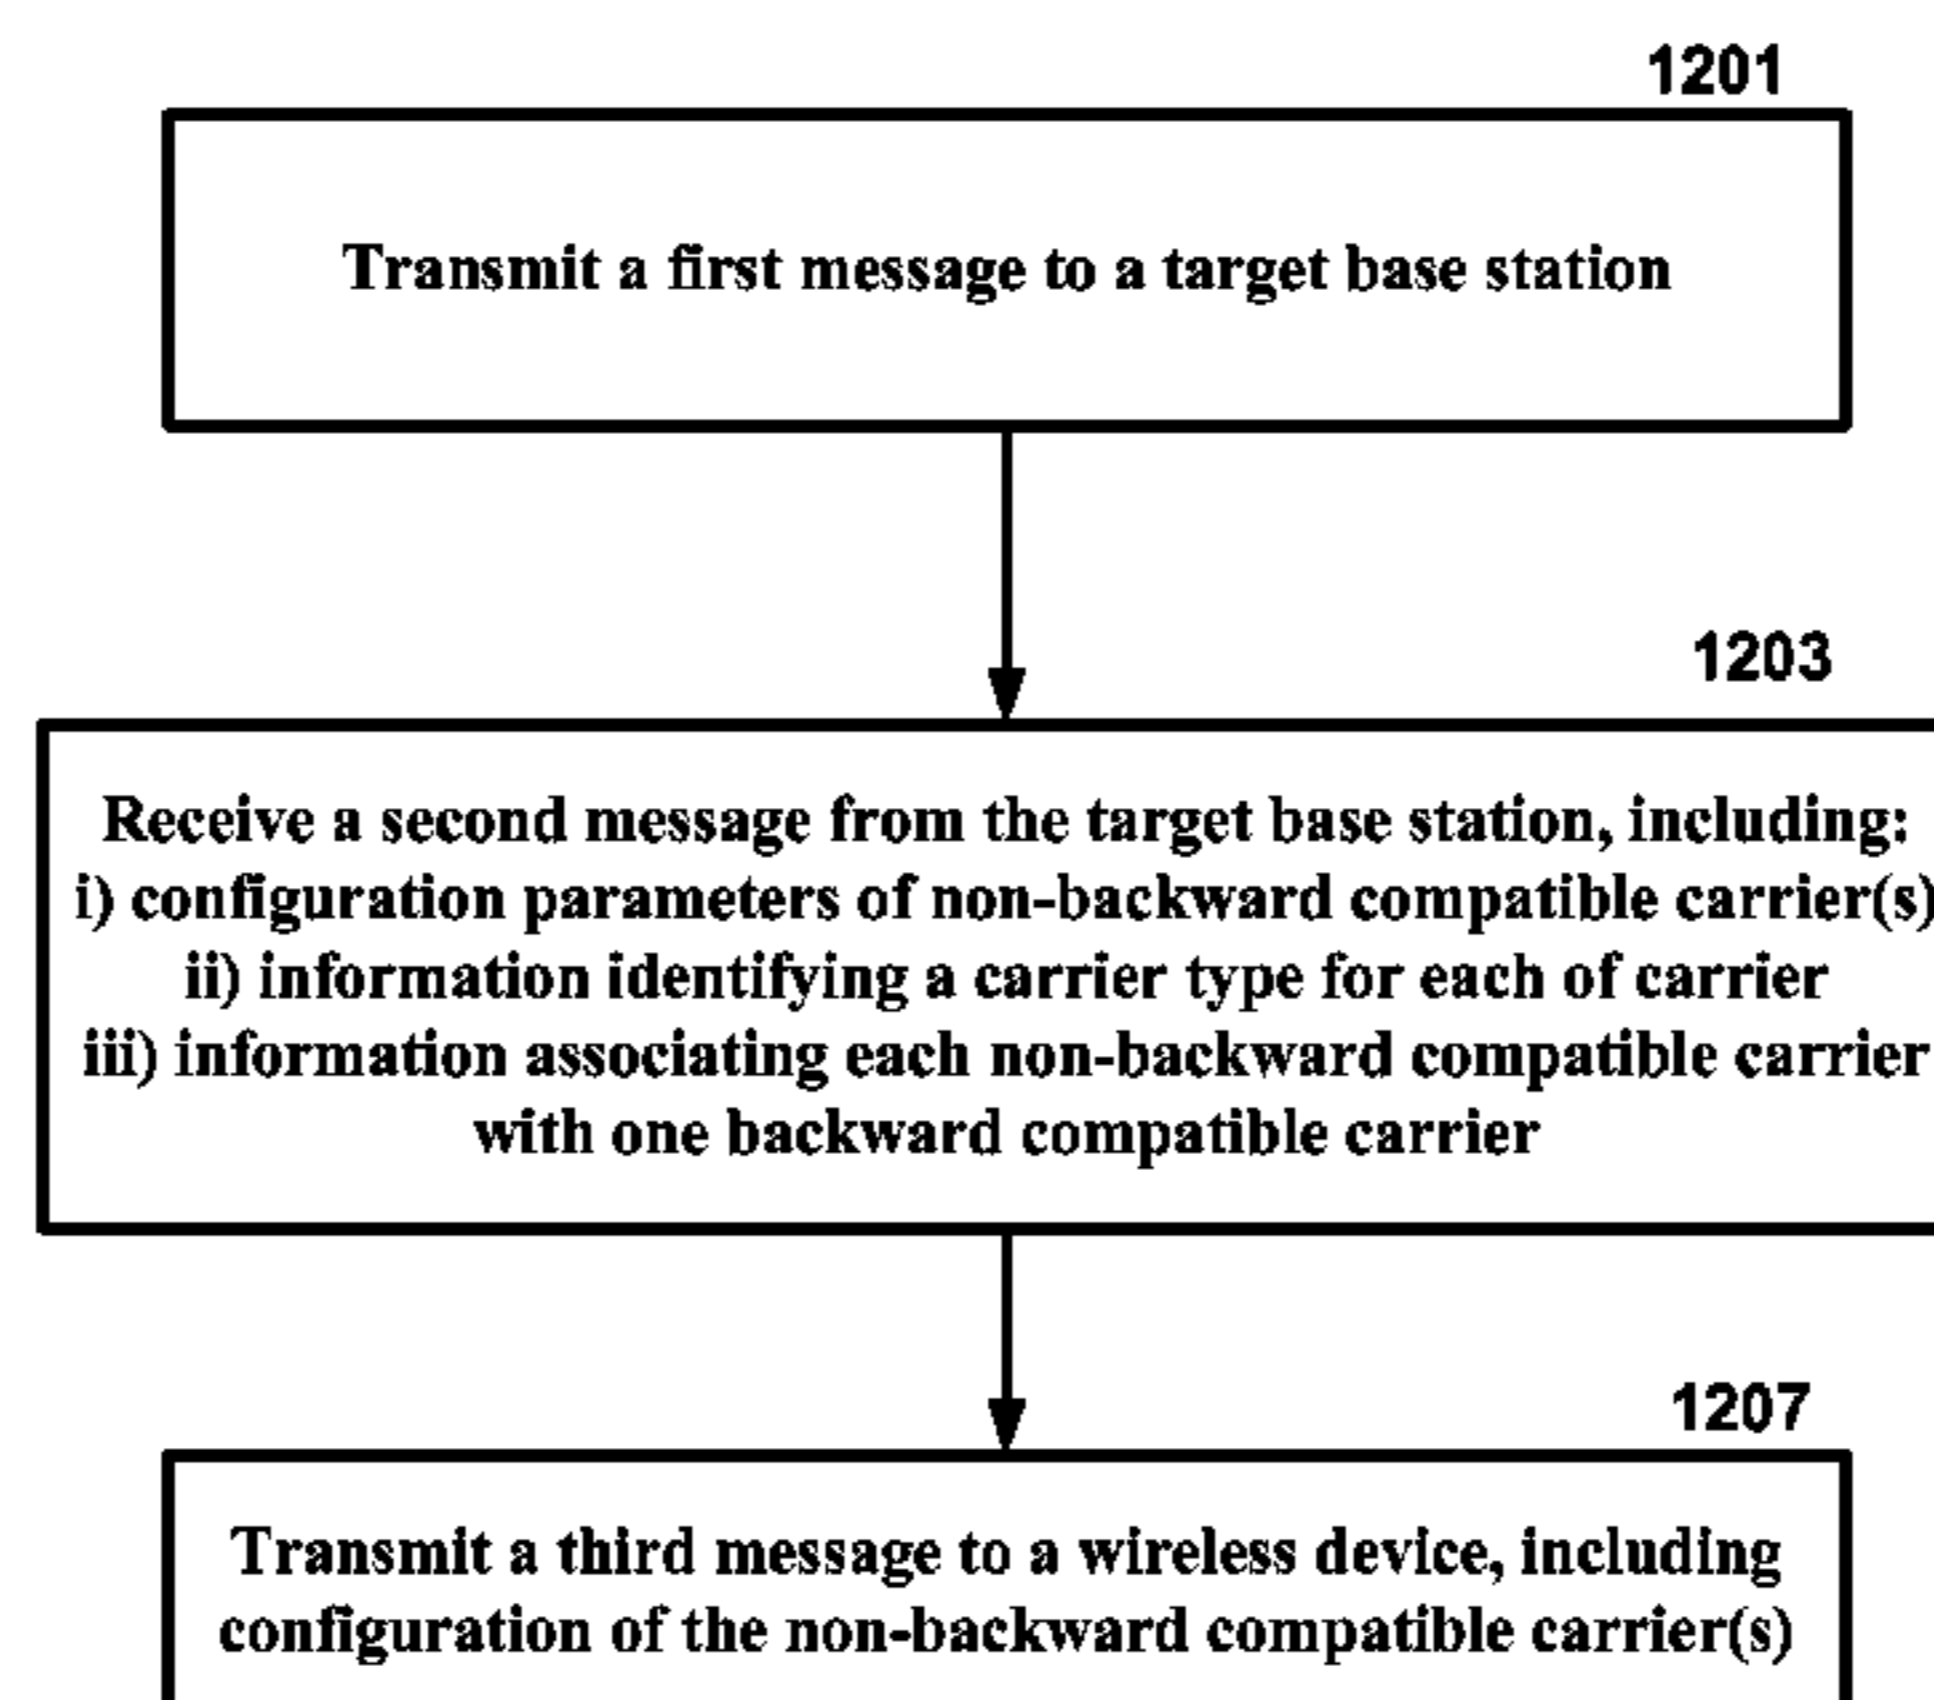 1201
Transmit a first message to a target base station
1203
Receive a second message from the target base station, including:
i) configuration parameters of non-backward compatible carrier(s)
ii) information identifying a carrier type for each of carrier
iii) information associating each non-backward compatible carrier
with one backward compatible carrier
1207
Transmit a third message to a wireless device, including
configuration of the non-backward compatible carrier(s)